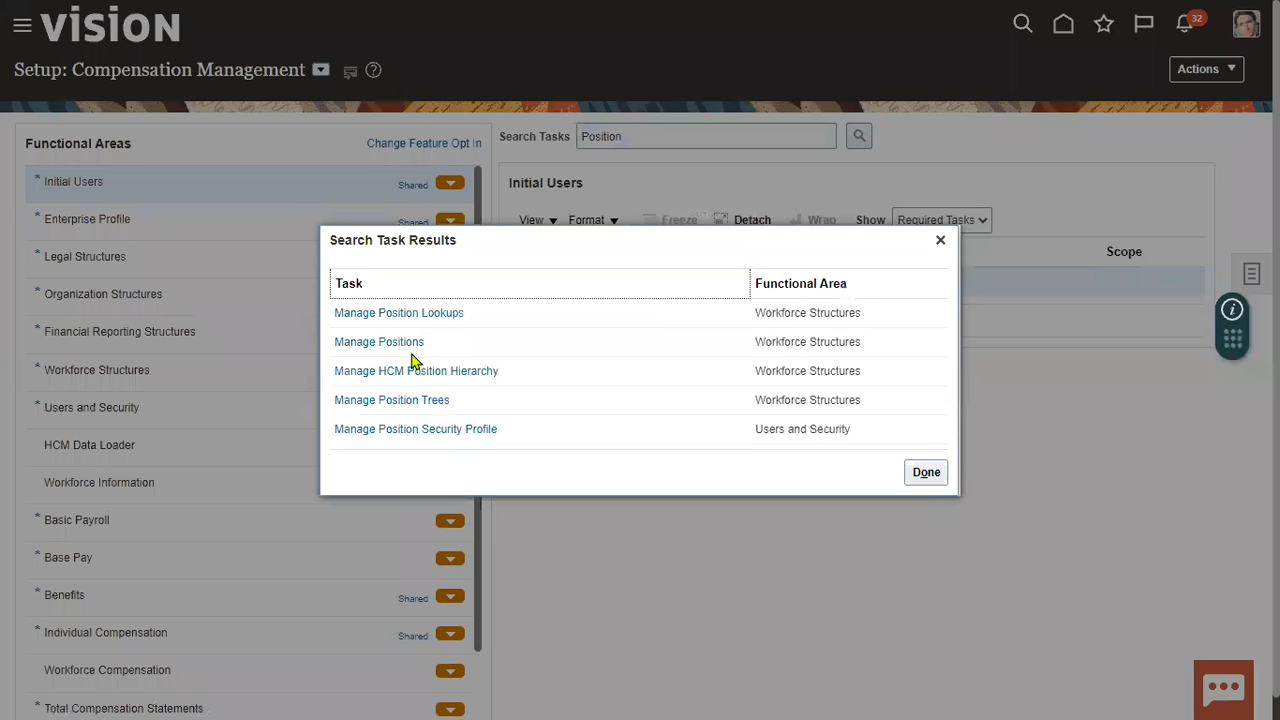 VISION
32
Setup: Compensation Management
Actions
Functional Areas
Change Feature Opt In
Search Tasks
Position
* Initial Users
Shared
Initial Users
* Enterprise Profile
Shared
View
Format
Freeze
Detach
Wrap
Show
Required Tasks
* Legal Structures
Scope
* Organization Structures
* Financial Reporting Structures
* Workforce Structures
* Users and Security
HCM Data Loader
Workforce Information
* Basic Payroll
* Base Pay
* Benefits
Shared
* Individual Compensation
Shared
Workforce Compensation
* Total Compensation Statements
Search Task Results
Task
Functional Area
Manage Position Lookups
Workforce Structures
Manage Positions
Workforce Structures
Manage HCM Position Hierarchy
Workforce Structures
Manage Position Trees
Workforce Structures
Manage Position Security Profile
Users and Security
Done